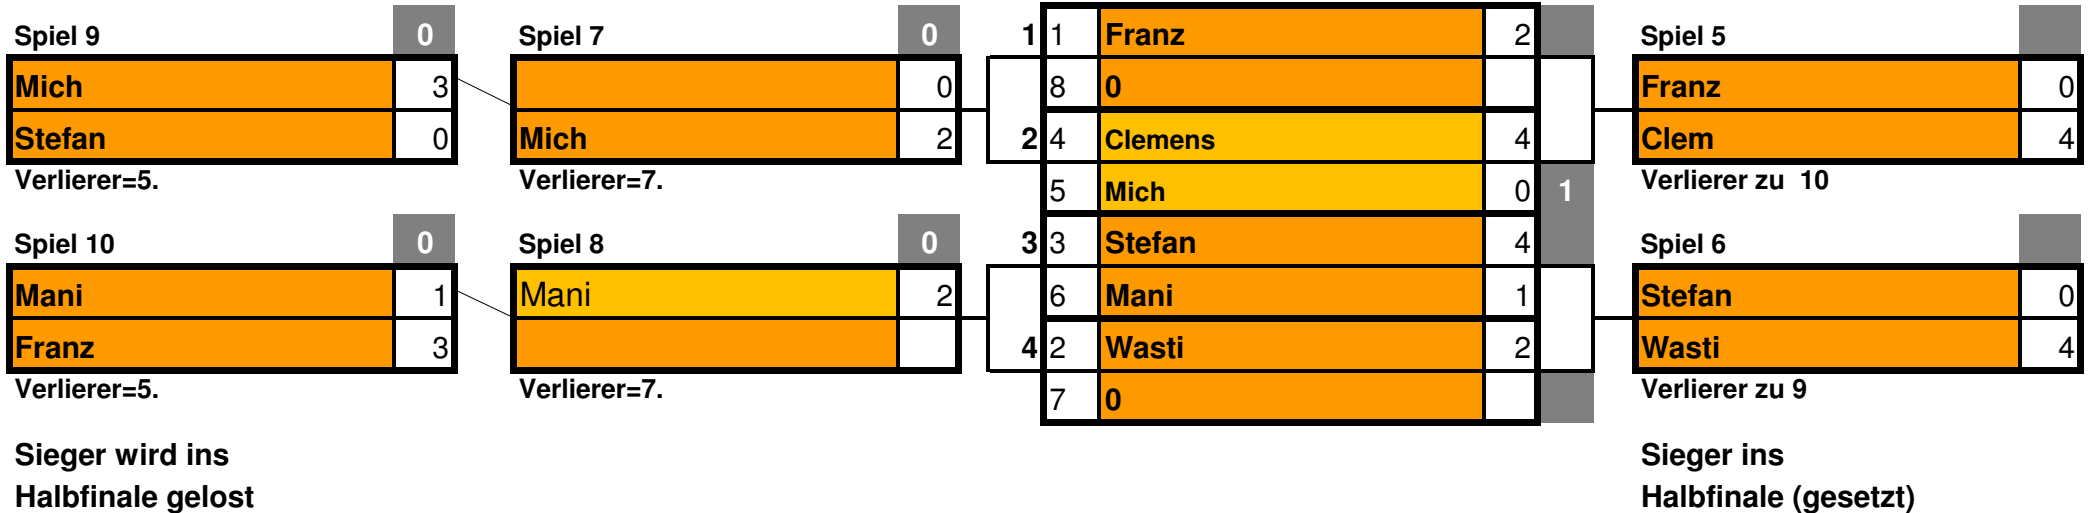 Spiel 9 0 Spiel 7 0 1 1 Franz 2 Spiel 5
Mich 3 0 8 0 Franz 0
Stefan 0 Mich 2 2 4 Clemens 4 Clem 4
Verlierer=5. Verlierer=7. 5 Mich 0 1 Verlierer zu 10
Spiel 10 0 Spiel 8 0 3 3 Stefan 4 Spiel 6
Mani 1 Mani 2 6 Mani 1 Stefan 0
Franz 3 4 2 Wasti 2 Wasti 4
Verlierer=5. Verlierer=7. 7 0 Verlierer zu 9
Sieger wird ins Sieger ins
Halbfinale gelost Halbfinale (gesetzt)